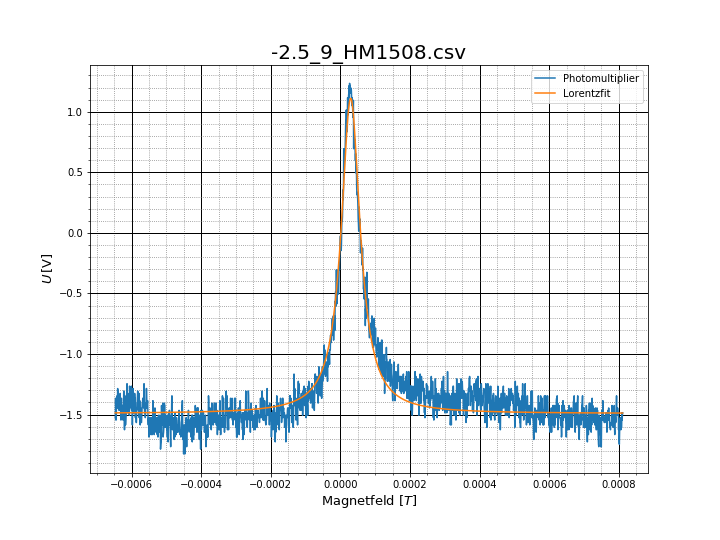 -2.5_9_HM1508.csv
Photomultiplier
Lorentzfit
U[V]
1.0
0.5
0.0
−0.5
−1.0
−1.5
−0.0006 −0.0004 −0.0002 0.0000 0.0002 0.0004 0.0006 0.0008
Magnetfeld [T]